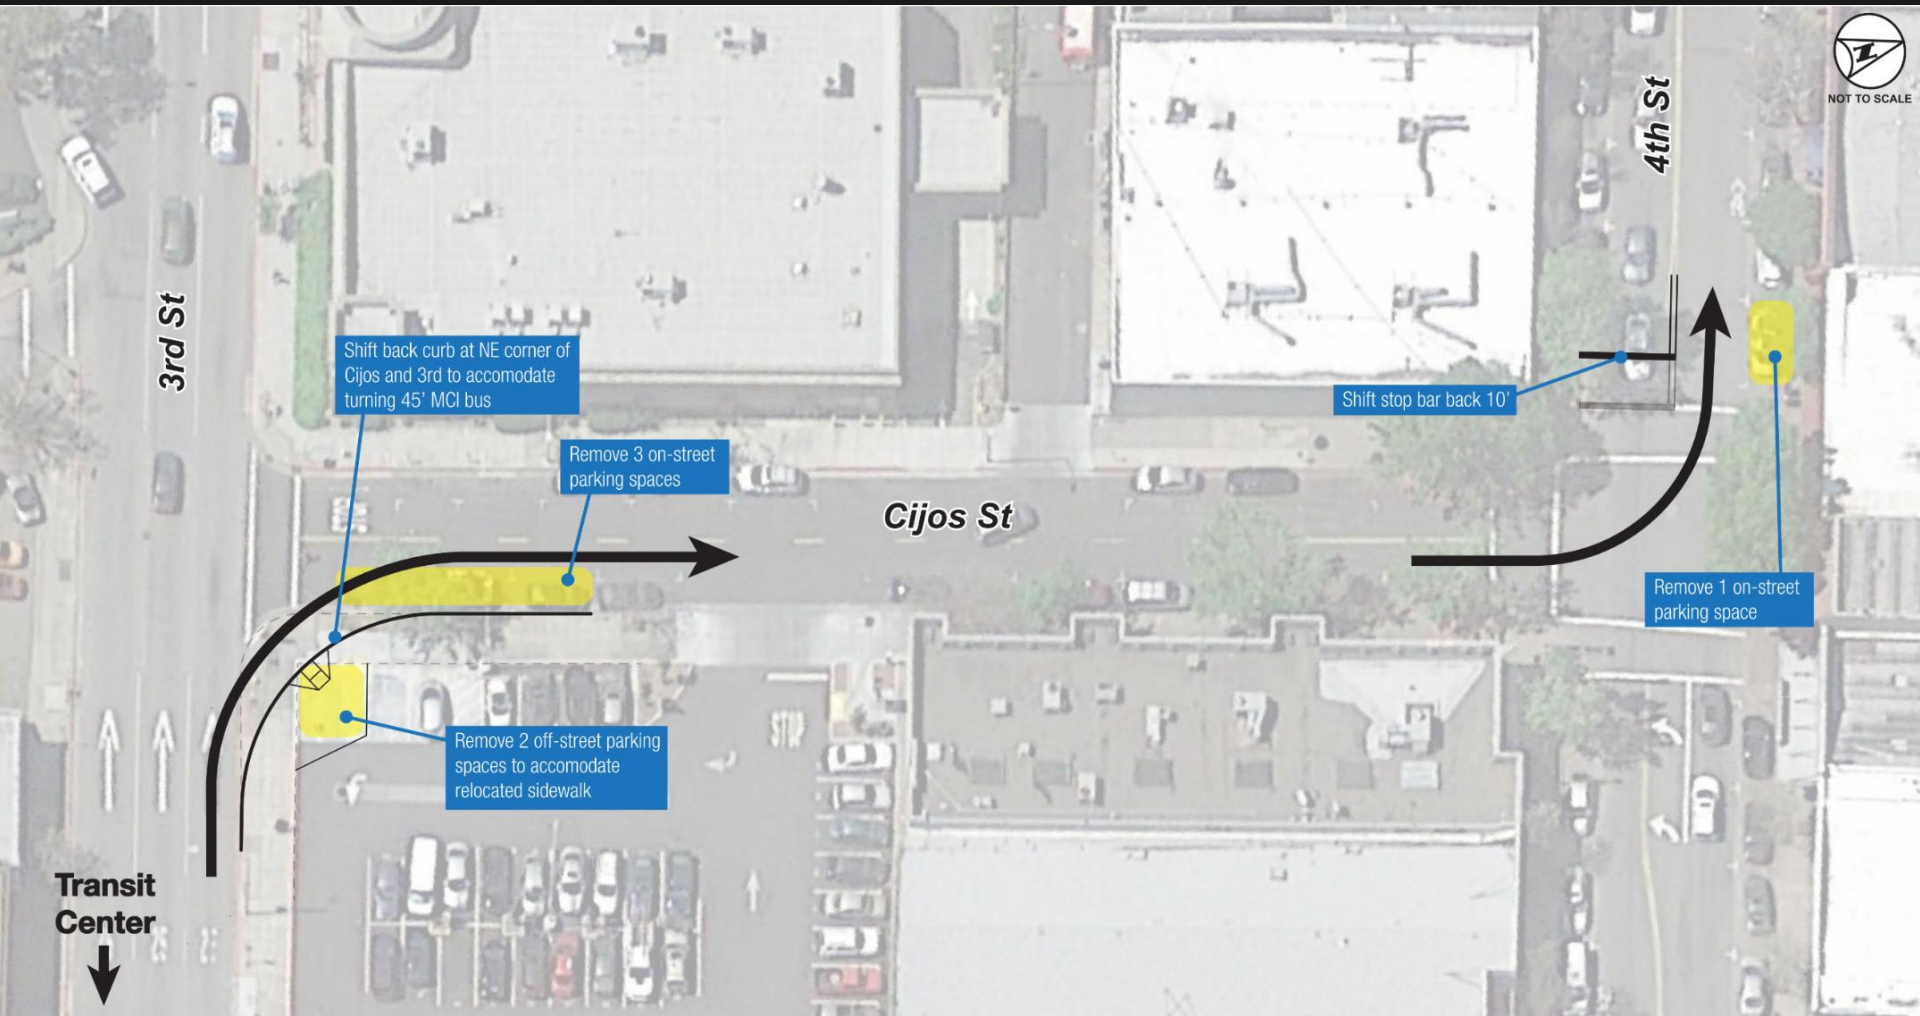 Z
NOT TO SCALE
4th St
3rd St
Shift back curb at NE corner of
Cijos and 3rd to accomodate
turning 45' MCI bus
Shift stop bar back 10'
Remove 3 on-street
parking spaces
Cijos St
Remove 1 on-street
parking space
STOP
Remove 2 off-street parking
spaces to accomodate
relocated sidewalk
Transit
Center